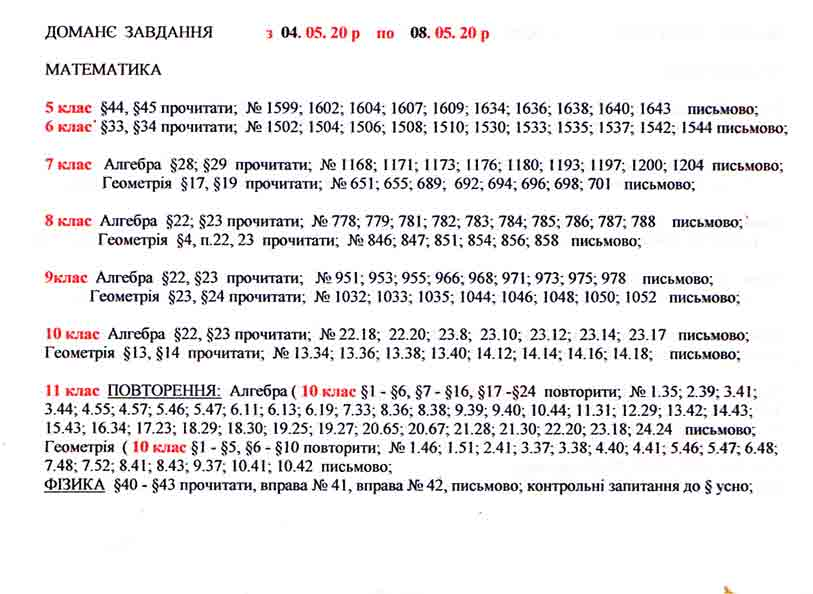 ДОМАНЄ ЗАВДАННЯ з 04. 05. 20 р по 08. 05. 20 р
МАТЕМАТИКА
5 клас §44, §45 прочитати; № 1599; 1602; 1604; 1607; 1609; 1634; 1636; 1638; 1640; 1643 письмово;
6 клас §33, §34 прочитати; № 1502; 1504; 1506; 1508; 1510; 1530; 1533; 1535; 1537; 1542; 1544 письмово;
7 клас Алгебра §28; §29 прочитати; № 1168; 1171; 1173; 1176; 1180; 1193; 1197; 1200; 1204 письмово;
Геометрія §17, §19 прочитати; № 651; 655; 689; 692; 694; 696; 698; 701 письмово;
8 клас Алгебра §22; §23 прочитати; № 778; 779; 781; 782; 783; 784; 785; 786; 787; 788 письмово;
Геометрія §4, п.22, 23 прочитати; № 846; 847; 851; 854; 856; 858 письмово;
9клас Алгебра §22, §23 прочитати; № 951; 953; 955; 966; 968; 971; 973; 975; 978 письмово;
Геометрія §23, §24 прочитати; № 1032; 1033; 1035; 1044; 1046; 1048; 1050; 1052 письмово;
10 клас Алгебра §22, §23 прочитати; № 22.18; 22.20; 23.8; 23.10; 23.12; 23.14; 23.17 письмово;
Геометрія §13, §14 прочитати; № 13.34; 13.36; 13.38; 13.40; 14.12; 14.14; 14.16; 14.18; письмово;
11 клас ПОВТОРЕННЯ: Алгебра ( 10 клас §1 - §6, §7 - §16, §17 -§24 повторити; № 1.35; 2.39; 3.41;
3.44; 4.55; 4.57; 5.46; 5.47; 6.11; 6.13; 6.19; 7.33; 8.36; 8.38; 9.39; 9.40; 10.44; 11.31; 12.29; 13.42; 14.43;
15.43; 16.34; 17.23; 18.29; 18.30; 19.25; 19.27; 20.65; 20.67; 21.28; 21.30; 22.20; 23.18; 24.24 письмово;
Геометрія ( 10 клас §1 - §5, §6 - §10 повторити; № 1.46; 1.51; 2.41; 3.37; 3.38; 4.40; 4.41; 5.46; 5.47; 6.48;
7.48; 7.52; 8.41; 8.43; 9.37; 10.41; 10.42 письмово;
ФІЗИКА §40 - §43 прочитати, вправа № 41, вправа № 42, письмово; контрольні запитання до § усно;